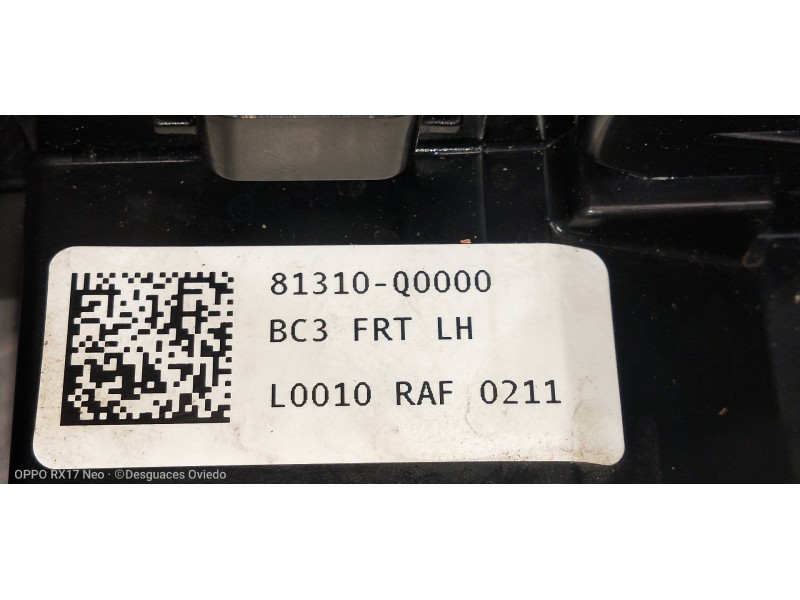 81310-Q0000
BC3 FRT LH
L0010 RAF 0211
OPPO RX17 Neo · ©Desguaces Oviedo